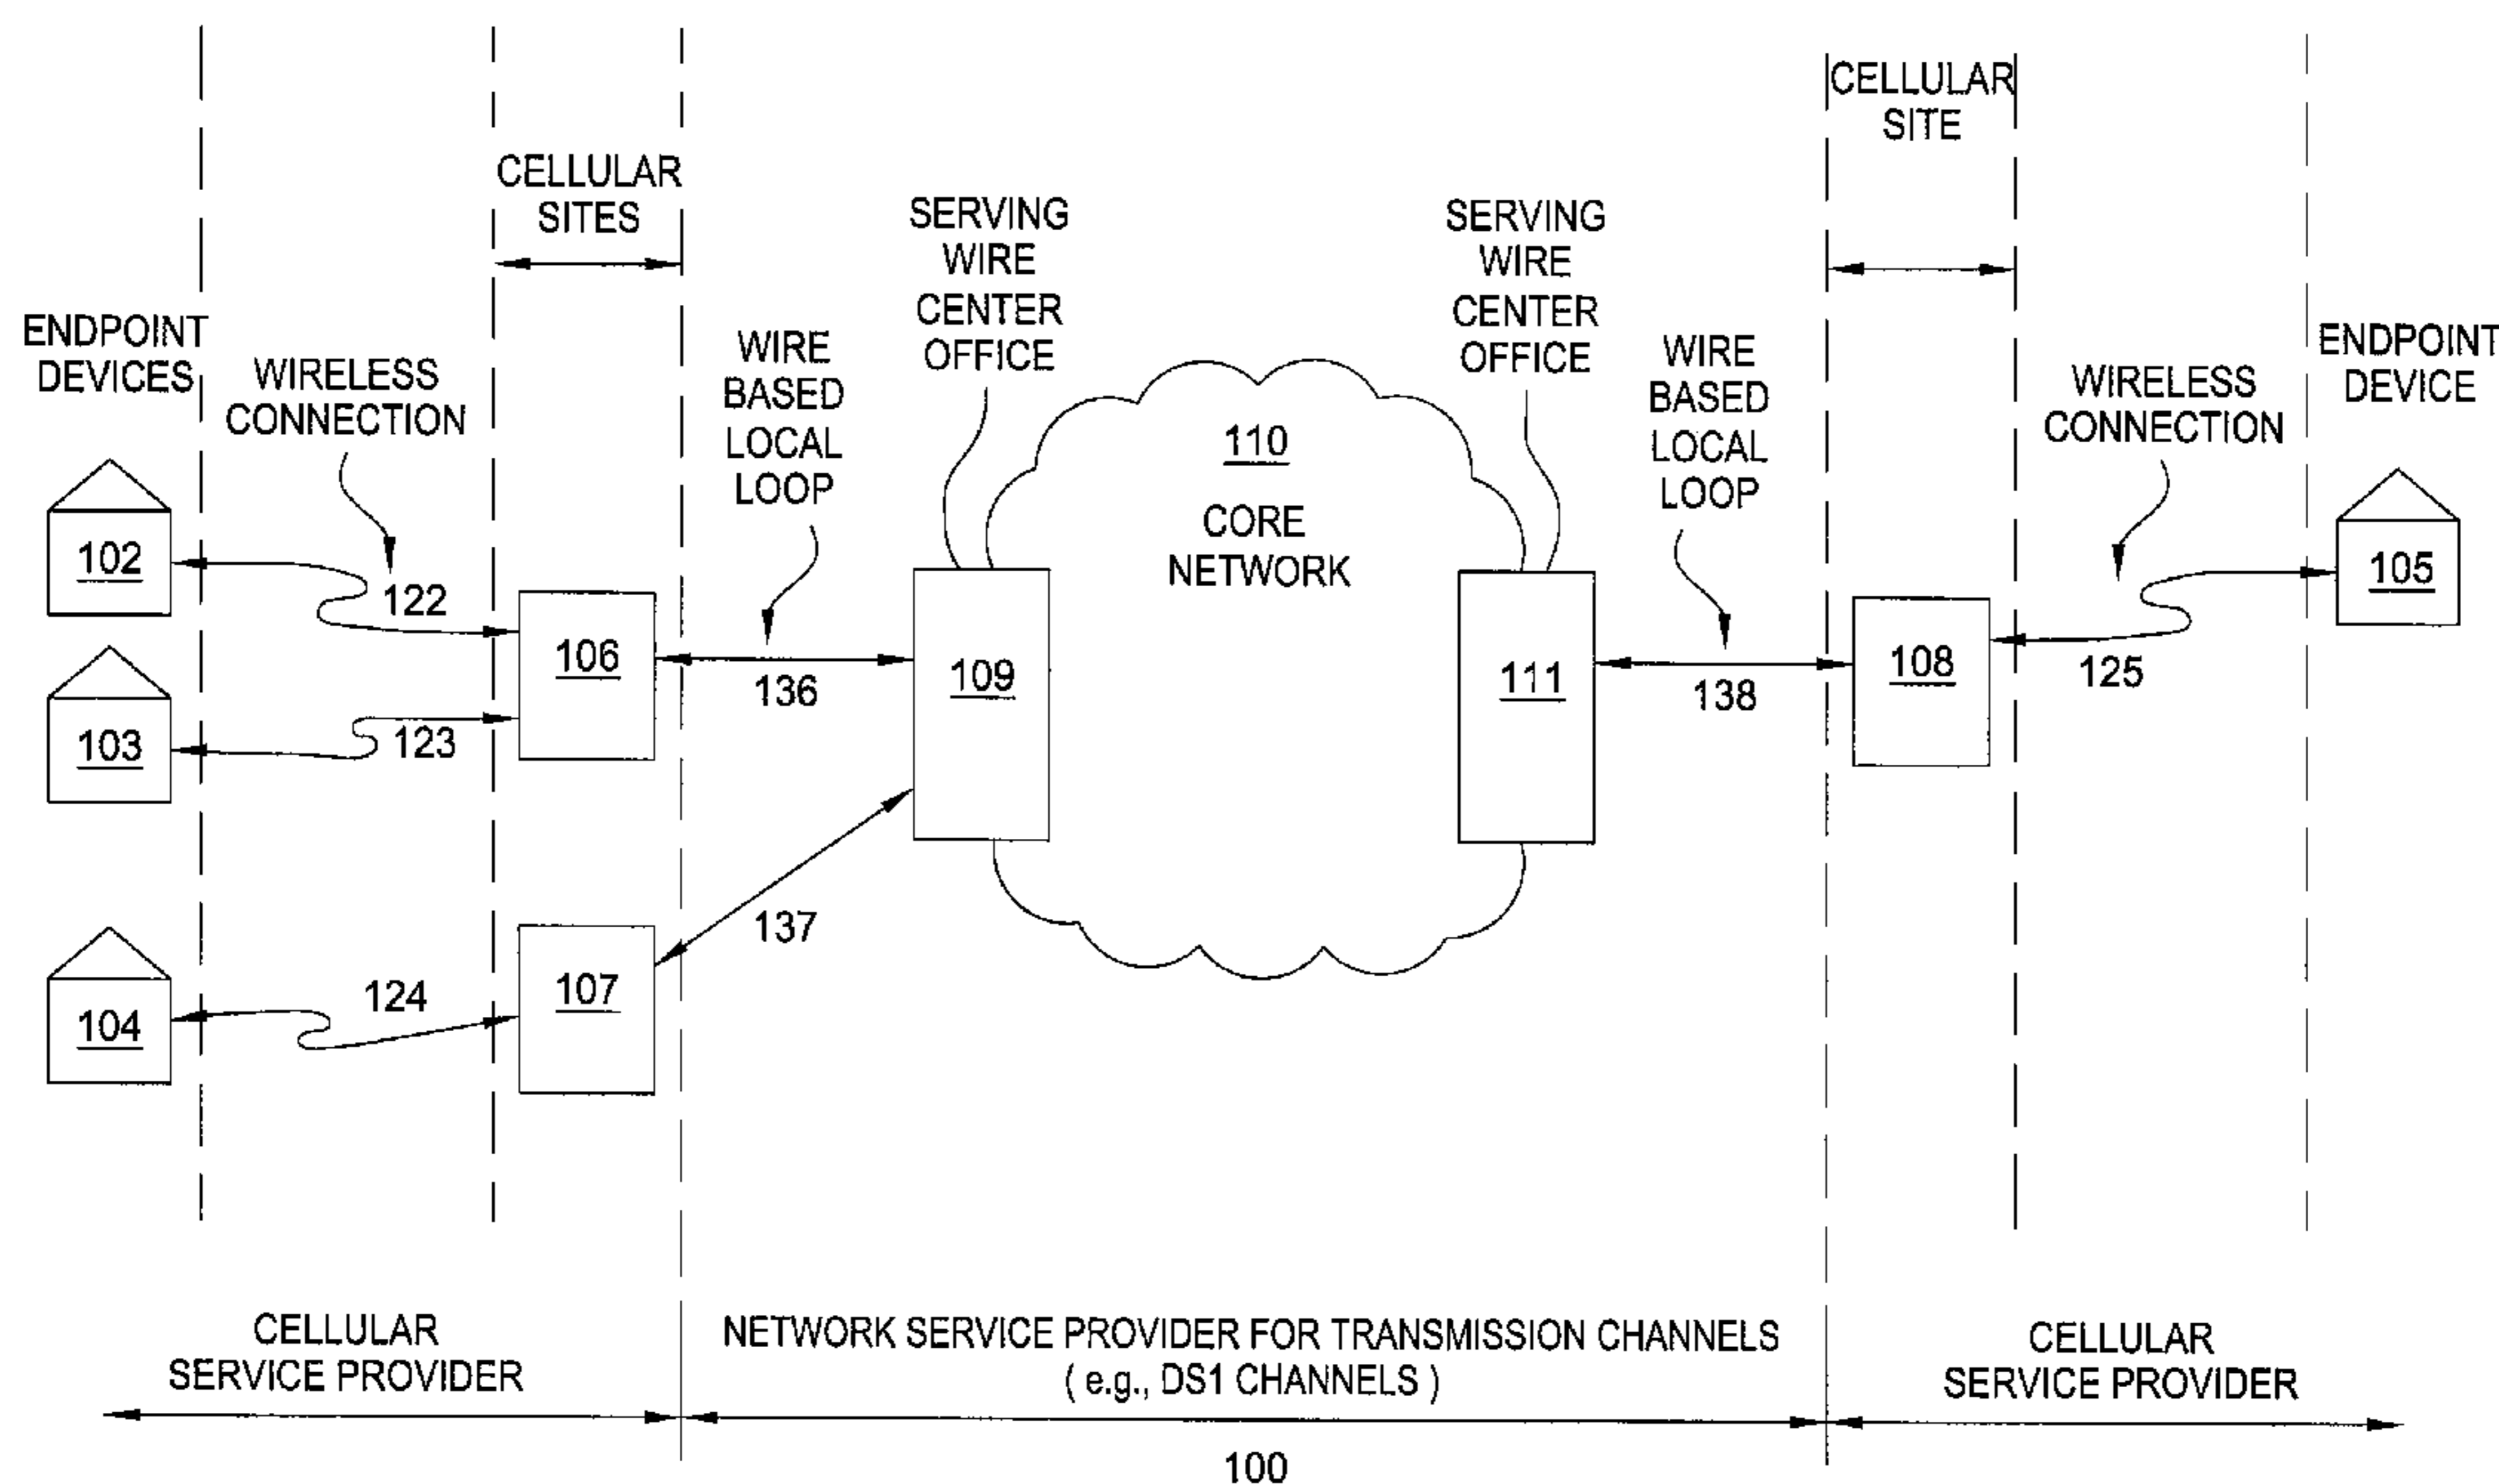 CELLULAR
SITE
CELLULAR
SITES
SERVING
WIRE
CENTER
OFFICE
SERVING
WIRE
CENTER
OFFICE
ENDPOINT
DEVICES
WIRELESS
CONNECTION
WIRE
BASED
LOCAL
LOOP
WIRE
BASED
LOCAL
LOOP
WIRELESS
CONNECTION
ENDPOINT
DEVICE
110
CORE
NETWORK
102
122
103
123
106
136
109
111
138
108
125
105
104
124
107
137
CELLULAR
SERVICE PROVIDER
NETWORK SERVICE PROVIDER FOR TRANSMISSION CHANNELS
( e.g., DS1 CHANNELS )
CELLULAR
SERVICE PROVIDER
100